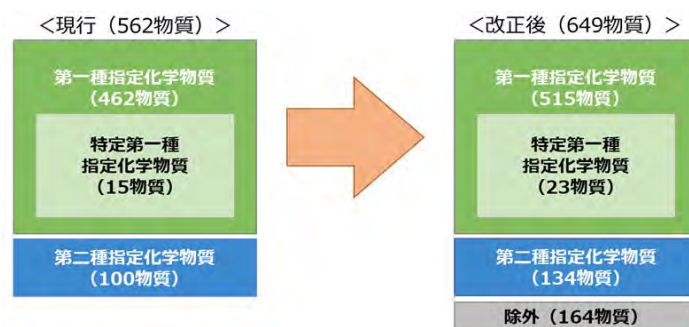 <現行（562物質）>
第一種指定化学物質
（462物質）
特定第一種
指定化学物質
（15物質）
第二種指定化学物質
（100物質）
<改正後（649物質）>
第一種指定化学物質
（515物質）
特定第一種
指定化学物質
（23物質）
第二種指定化学物質
（134物質）
除外（164物質）